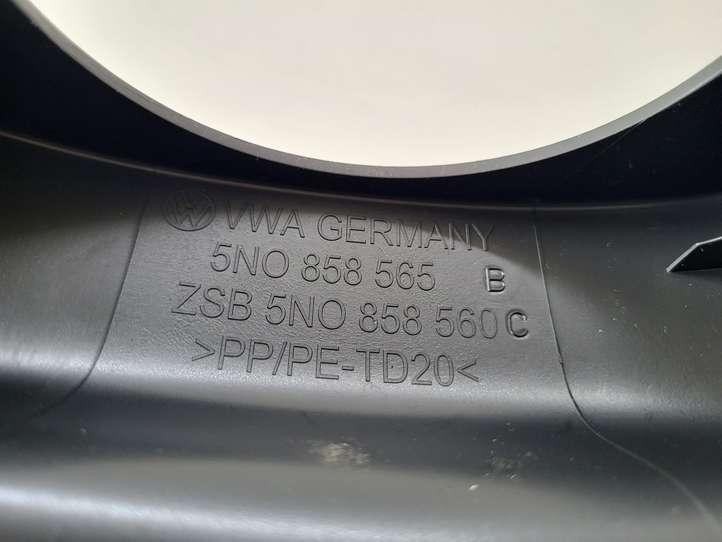 VWA GERMANY
5N0 858 565 B
ZSB 5N0 858 560 C
>PP/PE-TD20<